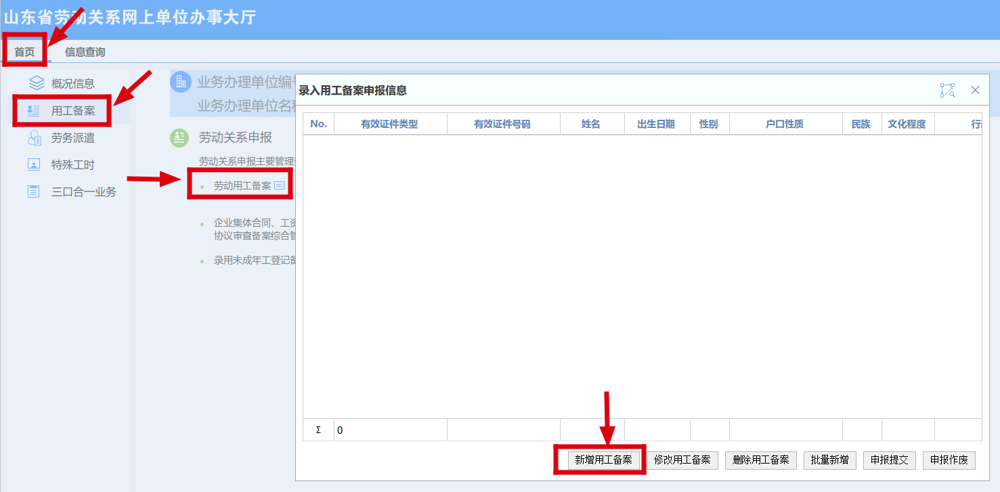 山东省劳动关系网上单位办事大厅
首页 信息查询
概况信息
用工备案
劳务派遣
特殊工时
三口合一业务
业务办理单位编
业务办理单位名
劳动关系申报
劳动关系申报主要管理
劳动用工备案
企业集体合同、工资
协议审查备案综合管
录用未成年工登记备
录入用工备案申报信息
No. 有效证件类型 有效证件号码 姓名 出生日期 性别 户口性质 民族 文化程度 行
Σ 0
新增用工备案 修改用工备案 删除用工备案 批量新增 申报提交 申报作废